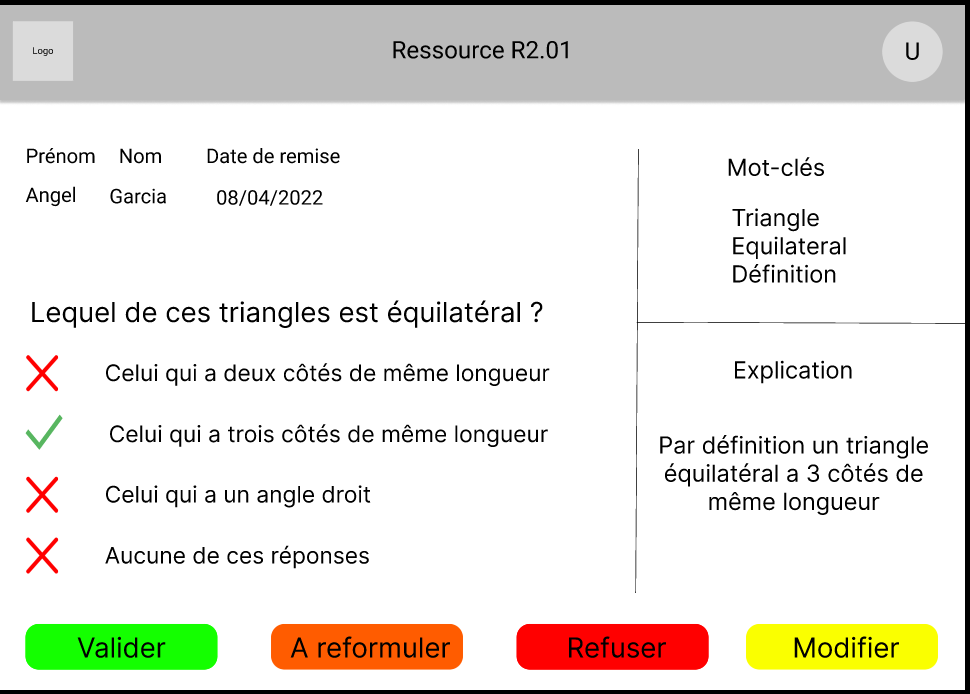 Logo
Ressource R2.01
U
Prénom Nom Date de remise
Angel Garcia 08/04/2022
Lequel de ces triangles est équilatéral ?
Celui qui a deux côtés de même longueur
Celui qui a trois côtés de même longueur
Celui qui a un angle droit
Aucune de ces réponses
Mot-clés
Triangle
Equilateral
Définition
Explication
Par définition un triangle
équilatéral a 3 côtés de
même longueur
Valider
A reformuler
Refuser
Modifier